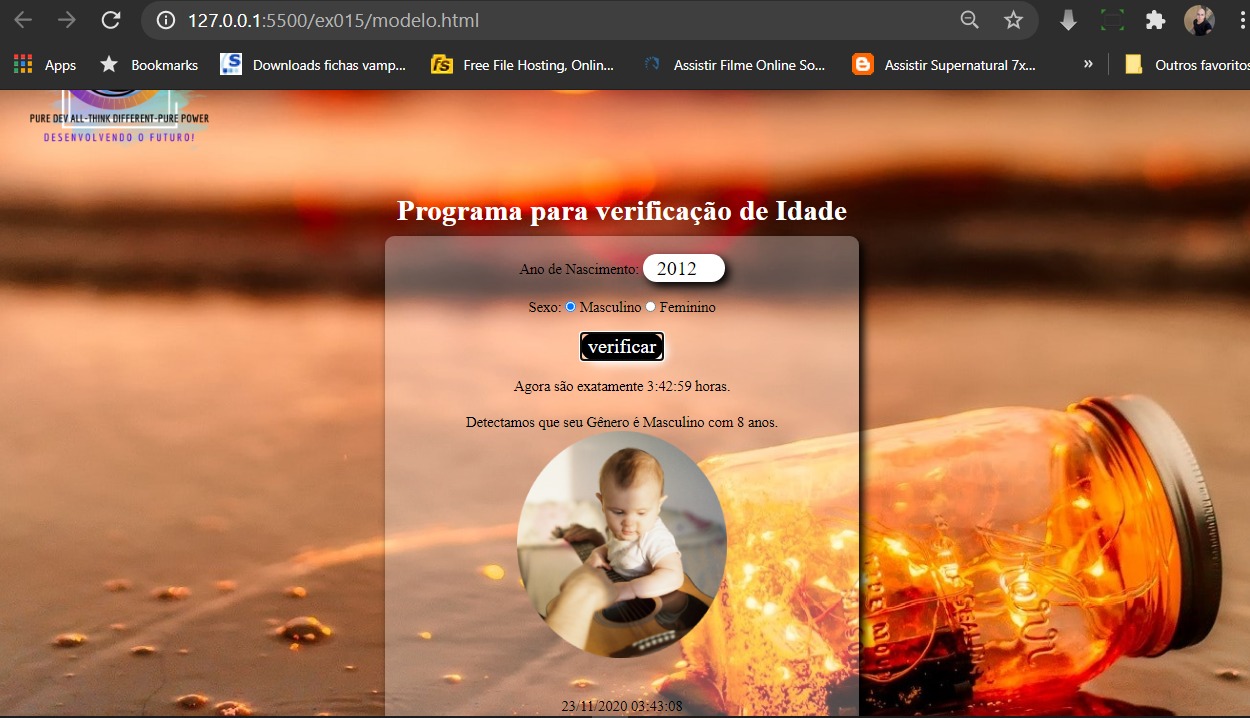 127.0.0.1:5500/ex015/modelo.html
Apps
Bookmarks
Downloads fichas vamp...
Free File Hosting, Onlin...
Assistir Filme Online So...
Assistir Supernatural 7x...
»
Outros favoritos
PURE DEV ALL-THINK DIFFERENT-PURE POWER
DESENVOLVENDO O FUTURO!
Programa para verificação de Idade
Ano de Nascimento: 2012
Sexo: Masculino Feminino
verificar
Agora são exatamente 3:42:59 horas.
Detectamos que seu Gênero é Masculino com 8 anos.
23/11/2020 03:43:08